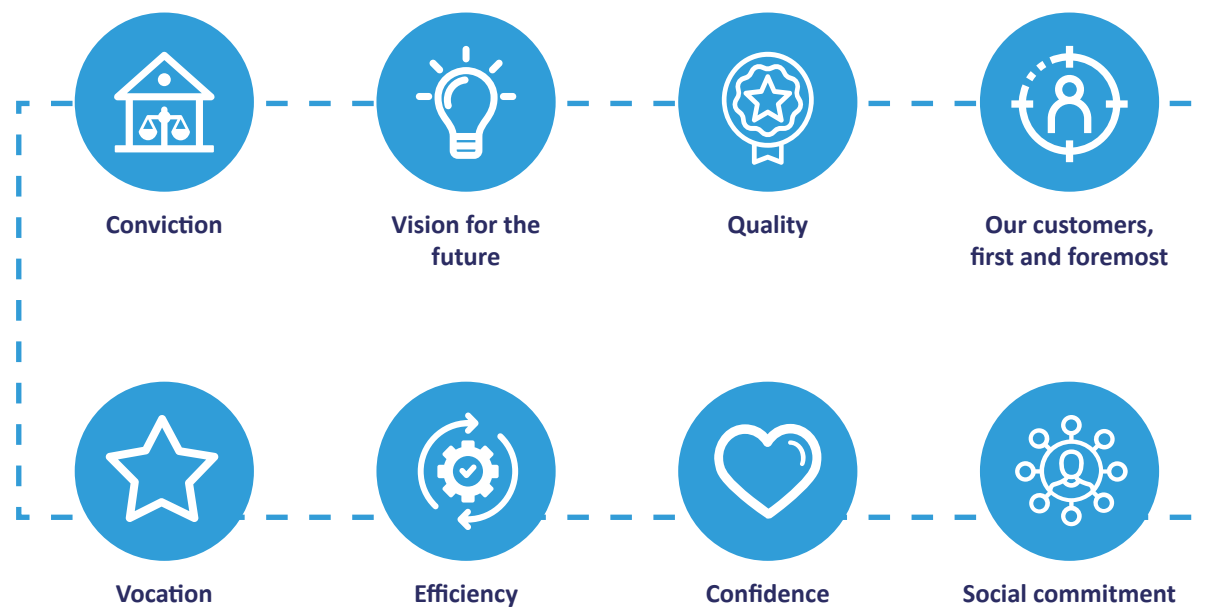 Conviction
Vision for the
future
Quality
Our customers,
first and foremost
Vocation
Efficiency
Confidence
Social commitment